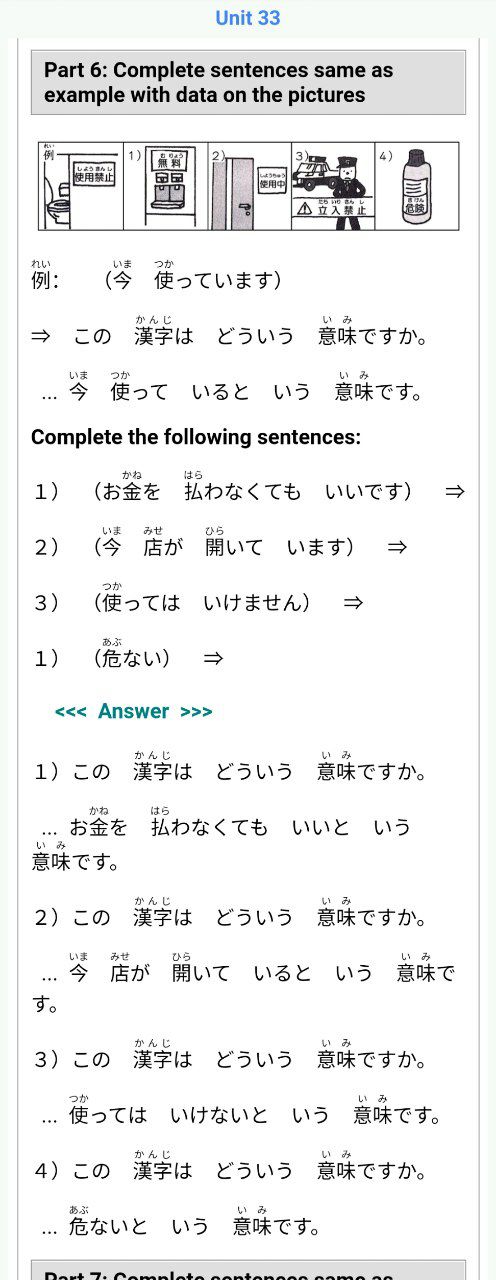 Unit 33
Part 6: Complete sentences same as
example with data on the pictures
れい
例
しようきんし
使用禁止
1)
むりょう
無料
2)
しようちゅう
使用中
3)
たち いり きん し
立入禁止
4)
きけん
危険
れい いま つか
例: (今 使っています)
かんじ いみ
⇒ この 漢字は どういう 意味ですか。
いま つか いみ
... 今 使って いると いう 意味です。
Complete the following sentences:
かね はら
1) (お金を 払わなくても いいです) ⇒
いま みせ ひら
2) (今 店が 開いて います) ⇒
つか
3) (使っては いけません) ⇒
あぶ
1) (危ない) ⇒
<<< Answer >>>
かんじ いみ
1)この 漢字は どういう 意味ですか。
かね はら
... お金を 払わなくても いいと いう
いみ
意味です。
かんじ いみ
2)この 漢字は どういう 意味ですか。
いま みせ ひら いみ
... 今 店が 開いて いると いう 意味で
す。
かんじ いみ
3)この 漢字は どういう 意味ですか。
つか いみ
... 使っては いけないと いう 意味です。
かんじ いみ
4)この 漢字は どういう 意味ですか。
あぶ いみ
... 危ないと いう 意味です。
Part 7: Complete sentences same as